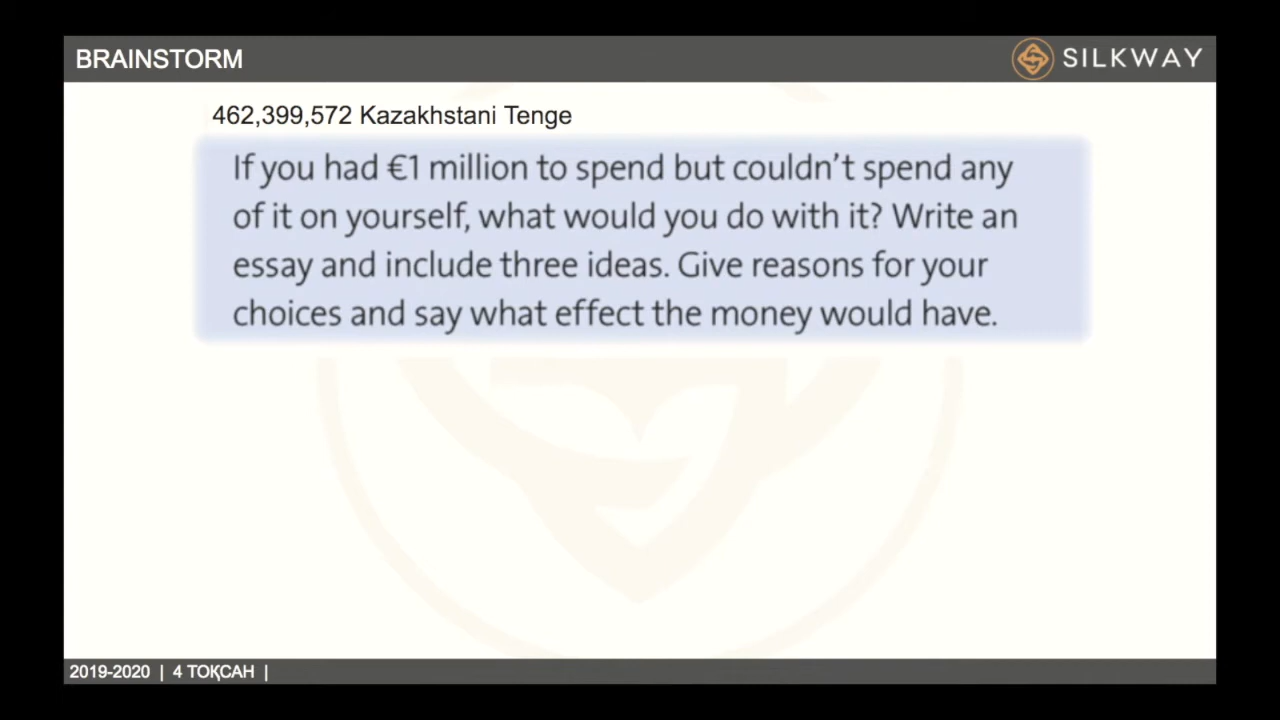 BRAINSTORM
SILKWAY
462,399,572 Kazakhstani Tenge
If you had €1 million to spend but couldn't spend any
of it on yourself, what would you do with it? Write an
essay and include three ideas. Give reasons for your
choices and say what effect the money would have.
2019-2020 | 4 ТОҚСАН |